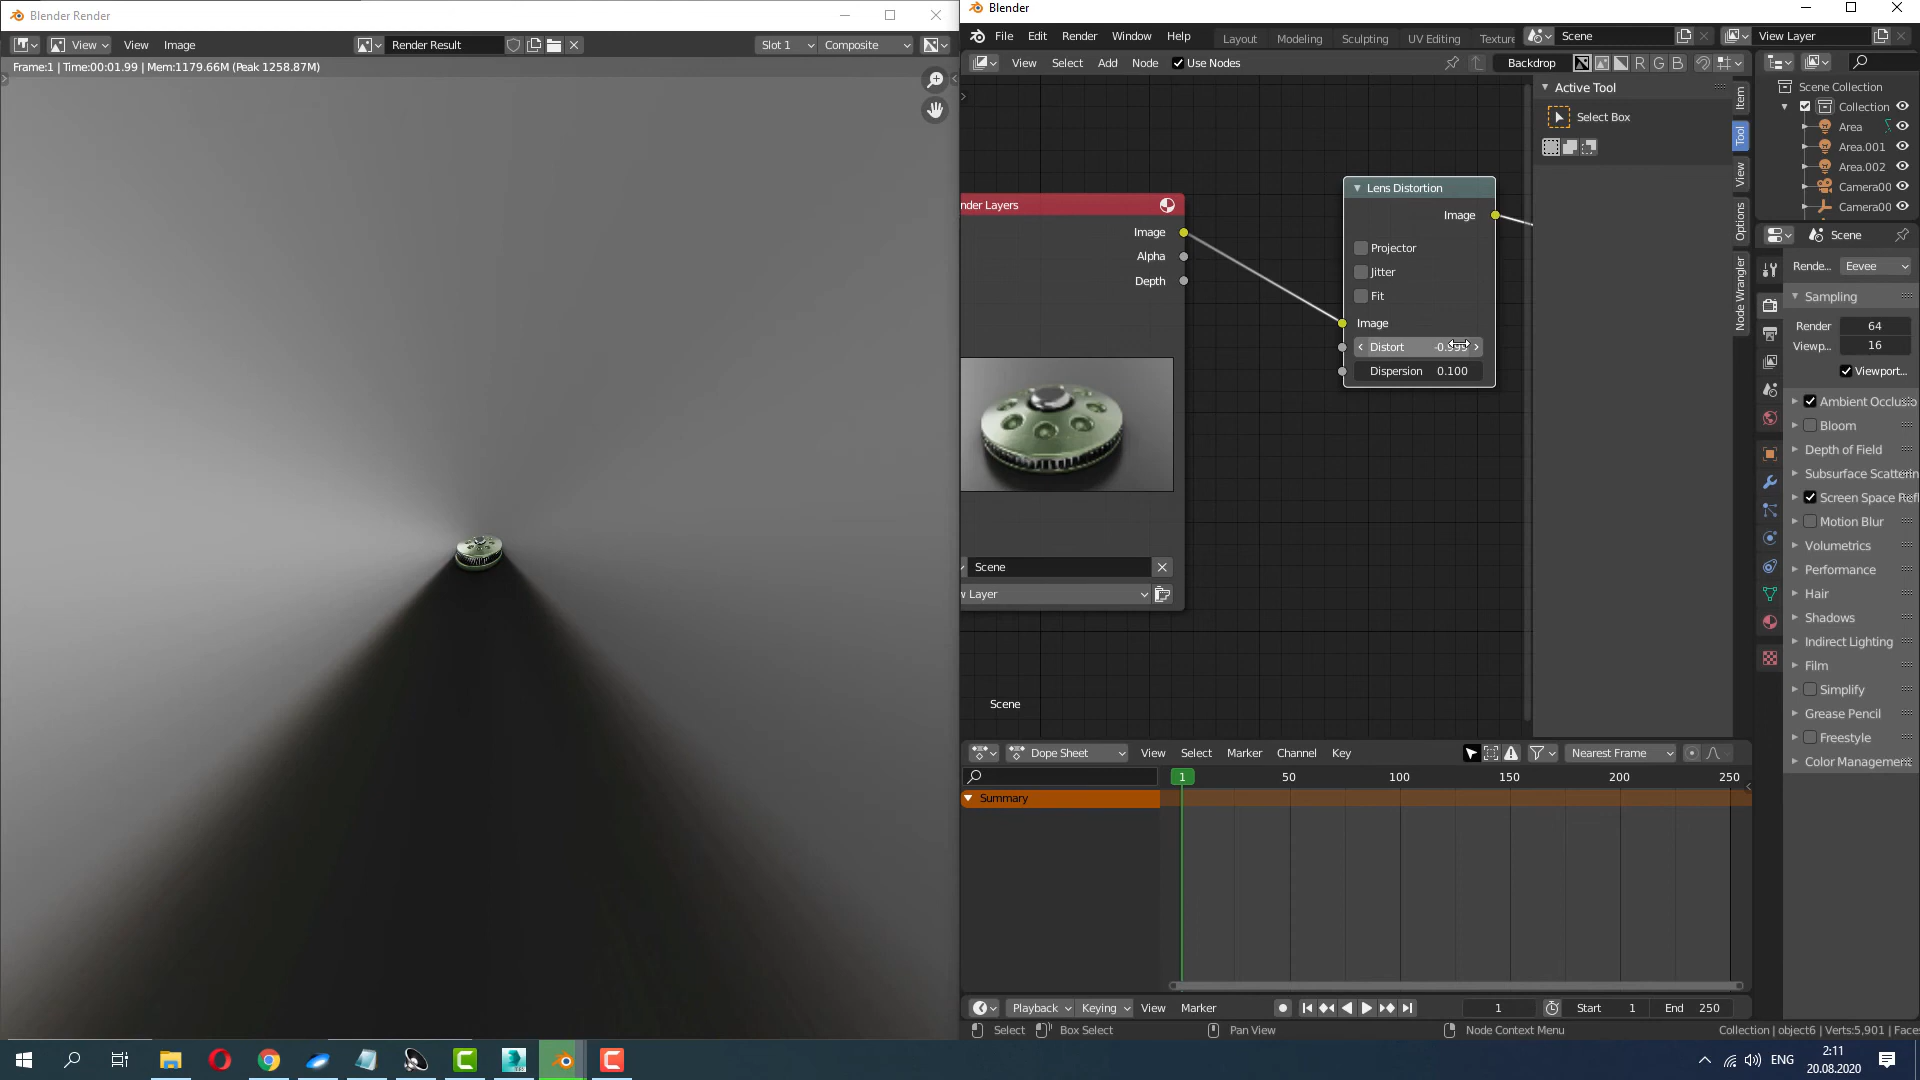 Blender Render
View View Image Render Result Slot 1 Composite
Frame:1 | Time:00:01.99 | Mem:1179.66M (Peak 1258.87M)
Blender
File Edit Render Window Help Layout Modeling Sculpting UV Editing Texture Scene View Layer
View Select Add Node Use Nodes Backdrop R G B
Active Tool
Select Box
Item
Tool
View
Options
Node Wrangler
nder Layers
Image
Alpha
Depth
Scene
w Layer
Lens Distortion
Image
Projector
Jitter
Fit
Image
Distort
Dispersion 0.100
Scene
Scene Collection
Collection
Area
Area.001
Area.002
Camera00
Camera00
Scene
Rende... Eevee
Sampling
Render 64
Viewp... 16
Viewport...
Ambient Occlusio
Bloom
Depth of Field
Subsurface Scatterin
Screen Space Refl
Motion Blur
Volumetrics
Performance
Hair
Shadows
Indirect Lighting
Film
Simplify
Grease Pencil
Freestyle
Color Management
Dope Sheet View Select Marker Channel Key Nearest Frame
1 50 100 150 200 250
Summary
Playback Keying View Marker 1 Start 1 End 250
Select Box Select Pan View Node Context Menu Collection | object6 | Verts:5,901 | Faces
ENG 2:11
20.08.2020